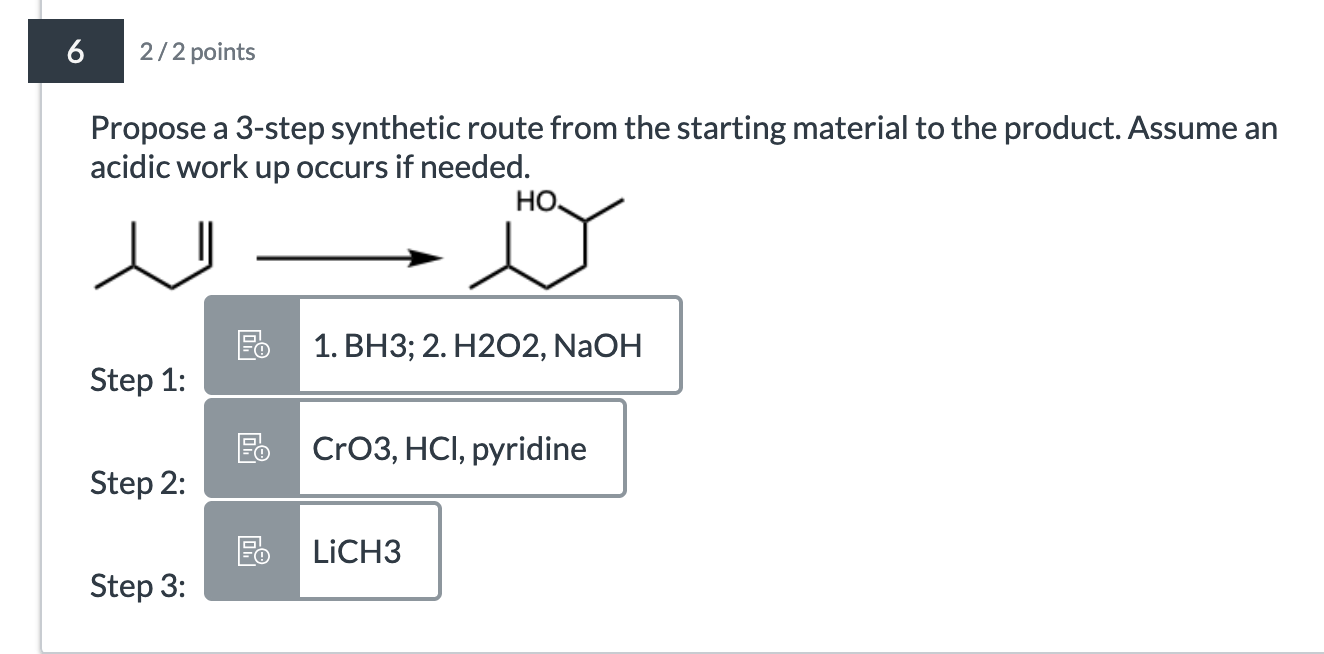 6
2 / 2 points
Propose a 3-step synthetic route from the starting material to the product. Assume an
acidic work up occurs if needed.
HO
Step 1:
1. BH3; 2. H2O2, NaOH
Step 2:
CrO3, HCl, pyridine
Step 3:
LiCH3